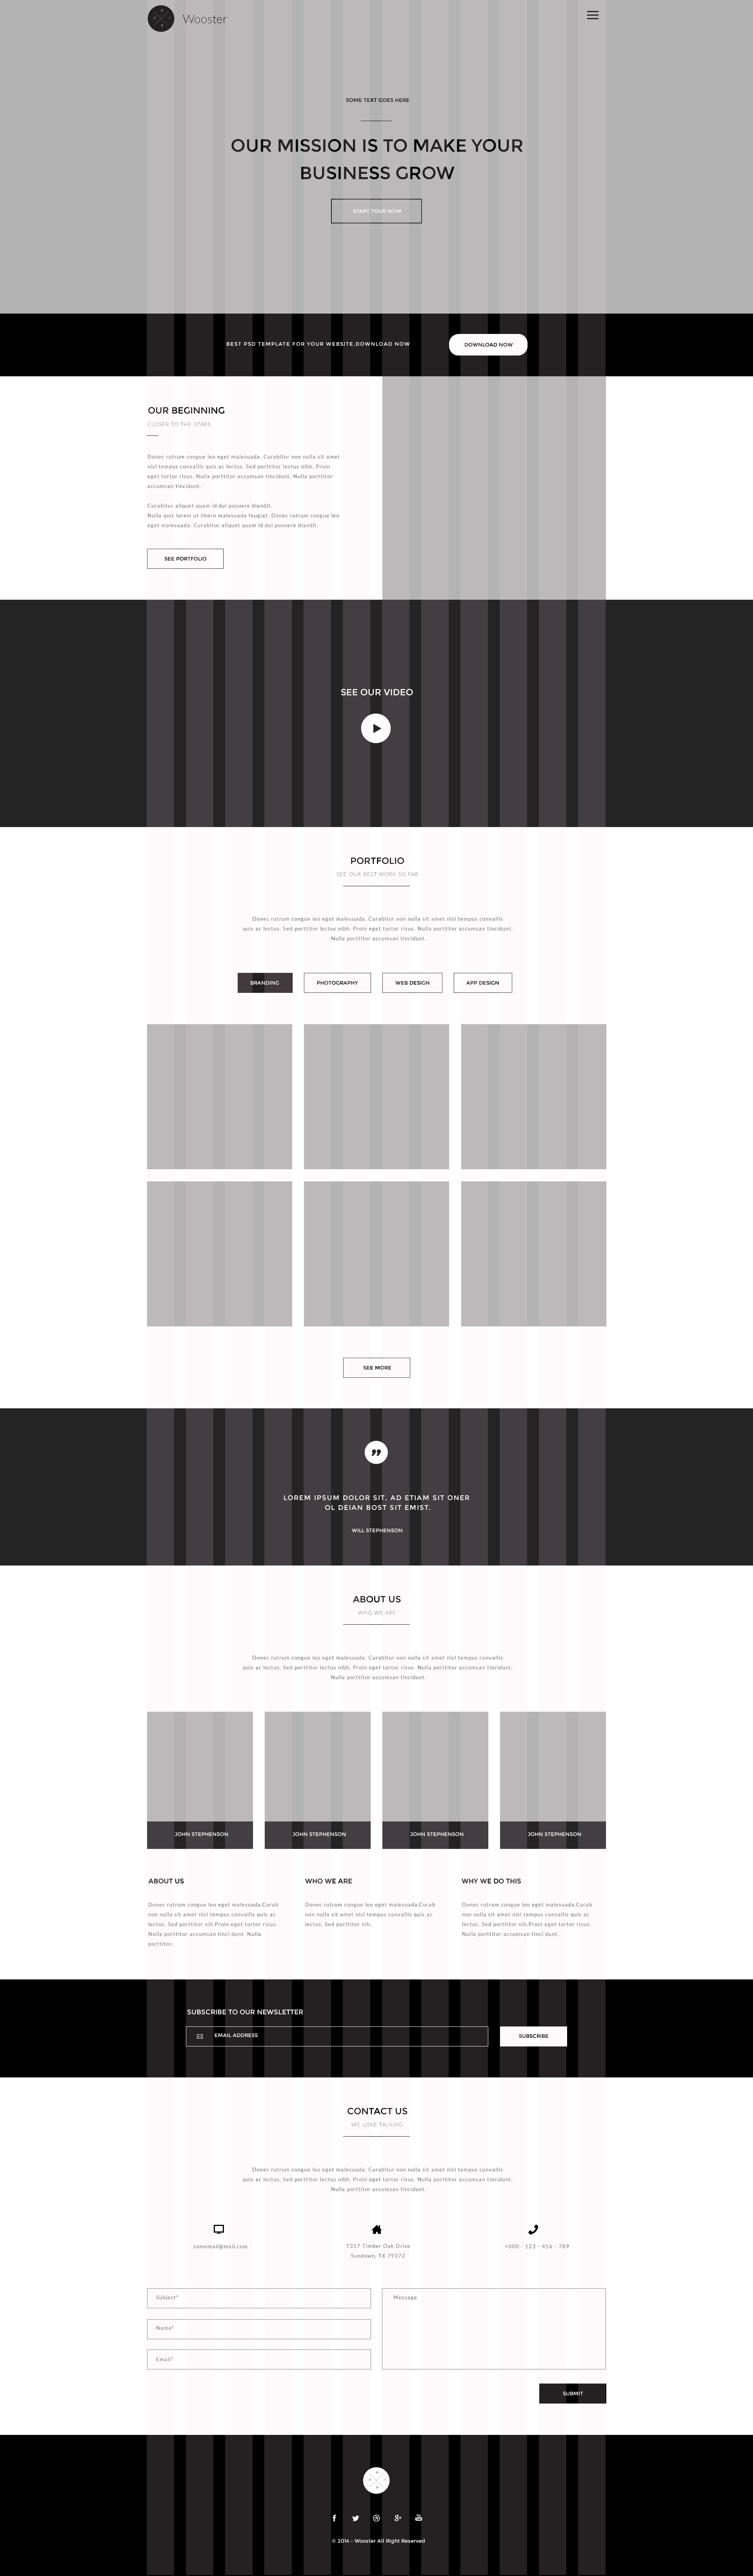 Wooster
SOME TEXT GOES HERE
OUR MISSION IS TO MAKE YOUR
BUSINESS GROW
START TOUR NOW
BEST PSD TEMPLATE FOR YOUR WEBSITE,DOWNLOAD NOW
DOWNLOAD NOW
OUR BEGINNING
CLOSER TO THE STARS
Donec rutrum congue leo eget malesuada. Curabitur non nulla sit amet
nisl tempus convallis quis ac lectus. Sed porttitor lectus nibh. Proin
eget tortor risus. Nulla porttitor accumsan tincidunt. Nulla porttitor
accumsan tincidunt.
Curabitur aliquet quam id dui posuere blandit.
Nulla quis lorem ut libero malesuada feugiat. Donec rutrum congue leo
eget malesuada. Curabitur aliquet quam id dui posuere blandit.
SEE PORTFOLIO
SEE OUR VIDEO
PORTFOLIO
SEE OUR BEST WORK SO FAR
Donec rutrum congue leo eget malesuada. Curabitur non nulla sit amet nisl tempus convallis
quis ac lectus. Sed porttitor lectus nibh. Proin eget tortor risus. Nulla porttitor accumsan tincidunt.
Nulla porttitor accumsan tincidunt.
BRANDING
PHOTOGRAPHY
WEB DESIGN
APP DESIGN
SEE MORE
LOREM IPSUM DOLOR SIT, AD ETIAM SIT ONER
OL DEIAN BOST SIT EMIST.
WILL STEPHENSON
ABOUT US
WHO WE ARE
Donec rutrum congue leo eget malesuada. Curabitur non nulla sit amet nisl tempus convallis
quis ac lectus. Sed porttitor lectus nibh. Proin eget tortor risus. Nulla porttitor accumsan tincidunt.
Nulla porttitor accumsan tincidunt.
JOHN STEPHENSON
JOHN STEPHENSON
JOHN STEPHENSON
JOHN STEPHENSON
ABOUT US
Donec rutrum congue leo eget malesuada.Curab
non nulla sit amet nisl tempus convallis quis ac
lectus. Sed porttitor nih.Proin eget tortor risus.
Nulla porttitor accumsan tinci dunt. Nulla
porttitor.
WHO WE ARE
Donec rutrum congue leo eget malesuada.Curab
non nulla sit amet nisl tempus convallis quis ac
lectus. Sed porttitor nih.
WHY WE DO THIS
Donec rutrum congue leo eget malesuada.Curab
non nulla sit amet nisl tempus convallis quis ac
lectus. Sed porttitor nih.Proin eget tortor risus.
Nulla porttitor accumsan tinci dunt.
SUBSCRIBE TO OUR NEWSLETTER
EMAIL ADDRESS
SUBSCRIBE
CONTACT US
WE LOVE TALKING
Donec rutrum congue leo eget malesuada. Curabitur non nulla sit amet nisl tempus convallis
quis ac lectus. Sed porttitor lectus nibh. Proin eget tortor risus. Nulla porttitor accumsan tincidunt.
Nulla porttitor accumsan tincidunt.
somemail@mail.com
T317 Timber Oak Drive
Sundown, TX 79372
+000 - 123 - 456 - 789
Subject*
Name*
Email*
Message
SUBMIT
© 2014 - Wooster All Right Reserved